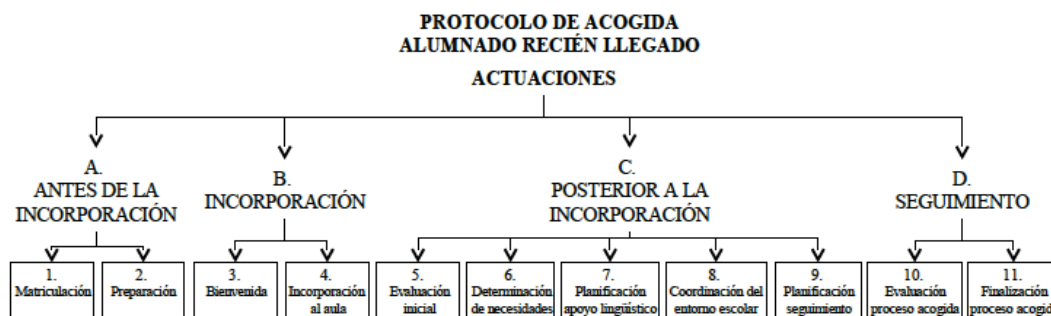 PROTOCOLO DE ACOGIDA
ALUMNADO RECIÉN LLEGADO
ACTUACIONES
A.
ANTES DE LA
INCORPORACIÓN
B.
INCORPORACIÓN
C.
POSTERIOR A LA
INCORPORACIÓN
D.
SEGUIMIENTO
1.
Matriculación
2.
Preparación
3.
Bienvenida
4.
Incorporación
al aula
5.
Evaluación
inicial
6.
Determinación
de necesidades
7.
Planificación
apoyo lingüístico
8.
Coordinación del
entorno escolar
9.
Planificación
seguimiento
10.
Evaluación
proceso acogida
11.
Finalización
proceso acogid